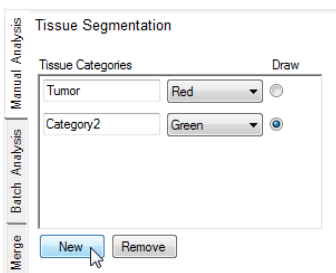 Tissue Segmentation
Tissue Categories Draw
Tumor Red
Category2 Green
New Remove
Manual Analysis
Batch Analysis
Merge